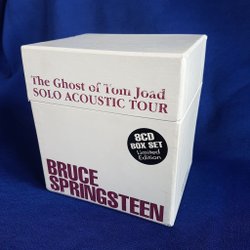 The Ghost of Tom Joad
SOLO ACOUSTIC TOUR
8CD
BOX SET
Limited
Edition
BRUCE
SPRINGSTEEN